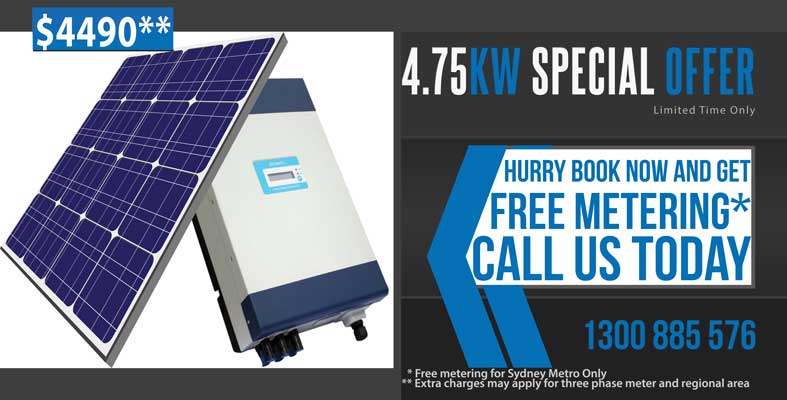 $4490**
4.75KW SPECIAL OFFER
Limited Time Only
HURRY BOOK NOW AND GET
FREE METERING*
CALL US TODAY
1300 885 576
* Free metering for Sydney Metro Only
** Extra charges may apply for three phase meter and regional area